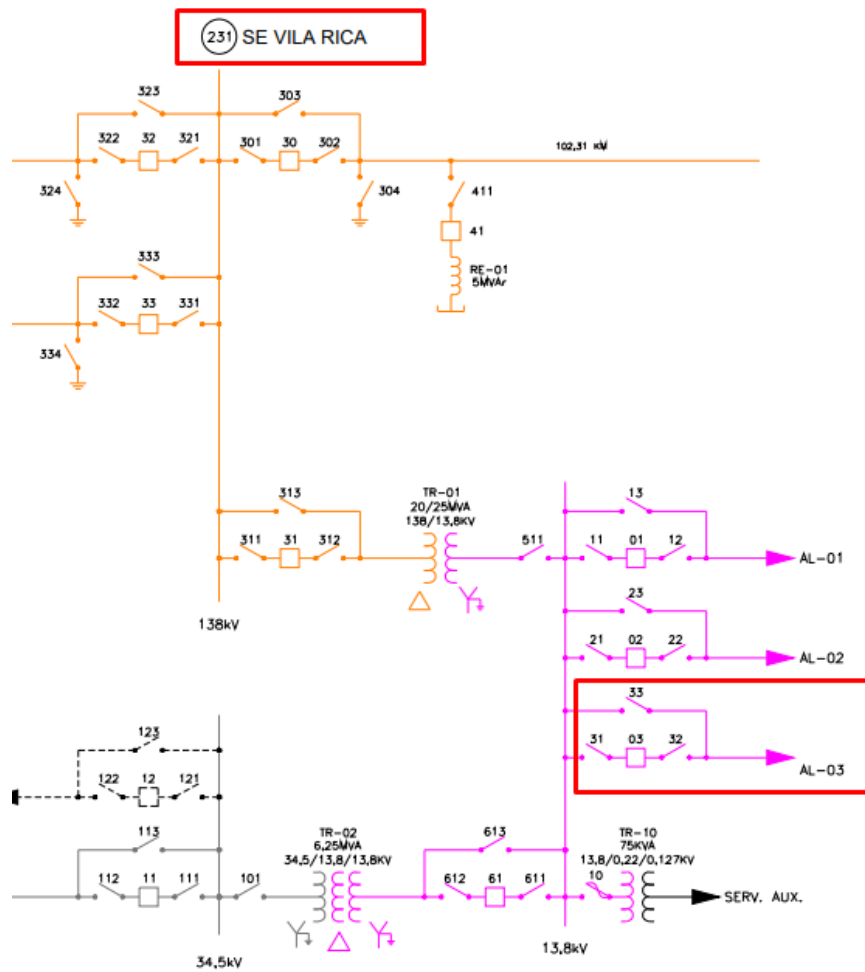 231 SE VILA RICA
323
303
322 32 321
301 30 302
102,31 KM
324
304
411
41
RE-01
5MVAr
333
332 33 331
334
313
311 31 312
TR-01
20/25MVA
138/13,8KV
511
13
11 01 12
AL-01
138kV
23
21 02 22
AL-02
33
31 03 32
AL-03
123
122 12 121
113
112 11 111
101
TR-02
6,25MVA
34,5/13,8/13,8KV
613
612 61 611
TR-10
75KVA
13,8/0,22/0,127KV
10
SERV. AUX.
34,5kV
13,8kV